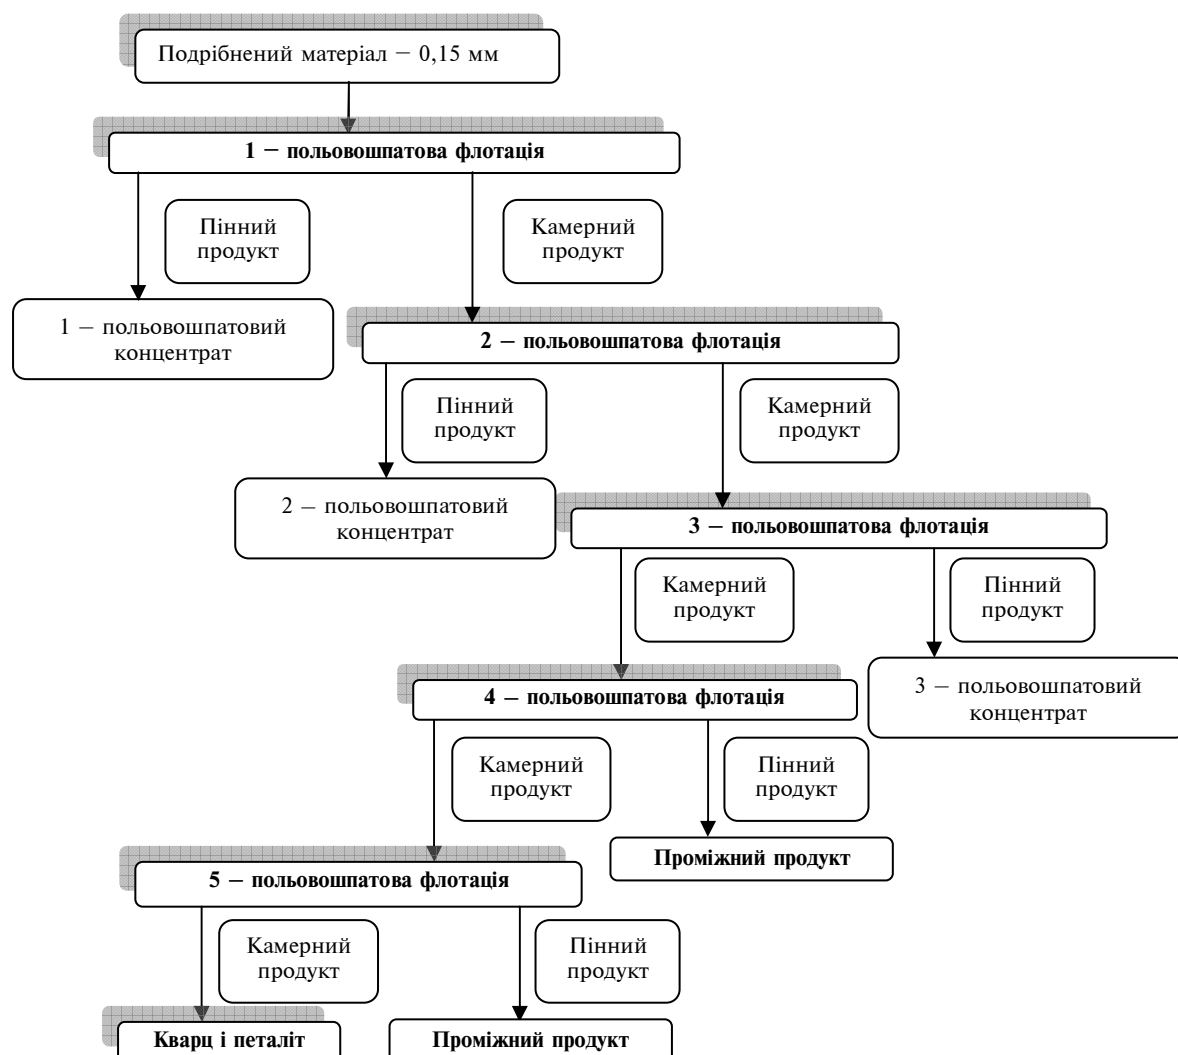 Подрібнений матеріал − 0,15 мм
1 − польовошпатова флотація
Пінний
продукт
Камерний
продукт
1 − польовошпатовий
концентрат
2 − польовошпатова флотація
Пінний
продукт
Камерний
продукт
2 − польовошпатовий
концентрат
3 − польовошпатова флотація
Камерний
продукт
Пінний
продукт
3 − польовошпатовий
концентрат
4 − польовошпатова флотація
Камерний
продукт
Пінний
продукт
Проміжний продукт
5 − польовошпатова флотація
Камерний
продукт
Пінний
продукт
Кварц і петаліт
Проміжний продукт